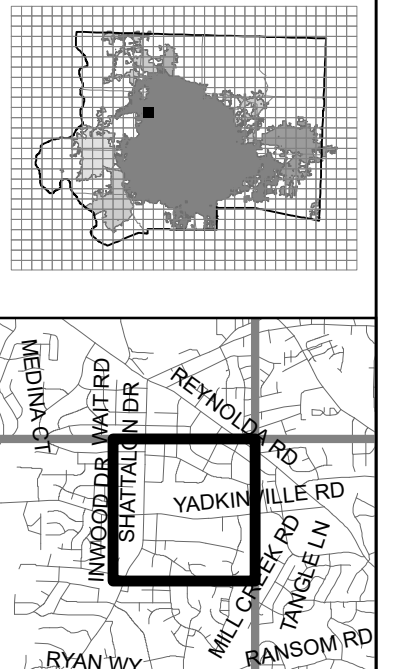 MEDINA CT
INWOOD DR WAIT RD
SHATTALON DR
REYNOLDA RD
YADKINVILLE RD
MILL CREEK RD
TANGLE LN
RYAN WY
RANSOM RD